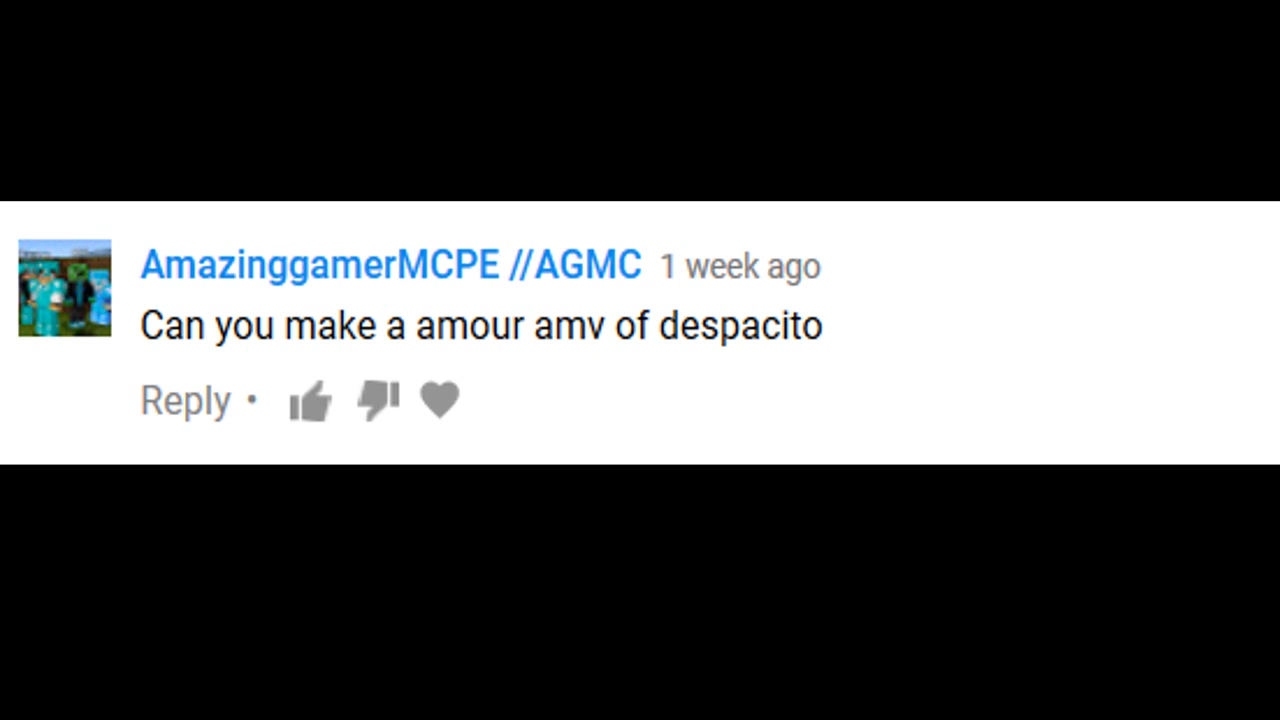 AmazinggamerMCPE //AGMC 1 week ago
Can you make a amour amv of despacito
Reply •